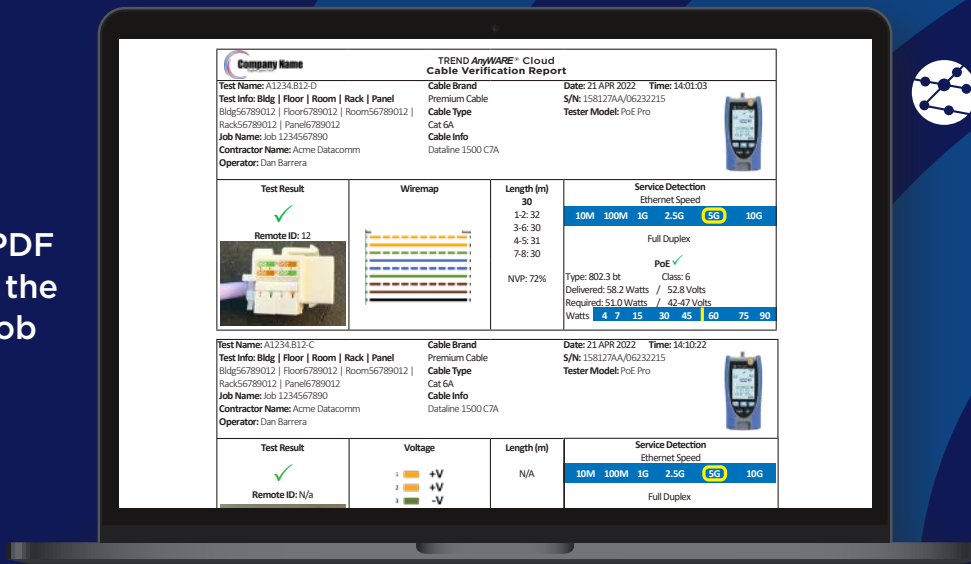 PDF
the
ob
Company Name
TREND AnyWARE® Cloud
Cable Verification Report
Test Name: A1234.B12-D
Test Info: Bldg | Floor | Room | Rack | Panel
Bldg56789012 | Floor6789012 | Room56789012 |
Rack56789012 | Panel6789012
Job Name: Job 1234567890
Contractor Name: Acme Datacomm
Operator: Dan Barrera
Cable Brand
Premium Cable
Cable Type
Cat 6A
Cable Info
Dataline 1500 C7A
Date: 21 APR 2022 Time: 14:01:03
S/N: 158127AA/06232215
Tester Model: PoE Pro
Test Result
Remote ID: 12
Wiremap
Length (m)
30
1-2: 32
3-6: 30
4-5: 31
7-8: 30
NVP: 72%
Service Detection
Ethernet Speed
10M 100M 1G 2.5G 5G 10G
Full Duplex
PoE ✓
Type: 802.3 bt Class: 6
Delivered: 58.2 Watts / 52.8 Volts
Required: 51.0 Watts / 42-47 Volts
Watts 4 7 15 30 45 60 75 90
Test Name: A1234.B12-C
Test Info: Bldg | Floor | Room | Rack | Panel
Bldg56789012 | Floor6789012 | Room56789012 |
Rack56789012 | Panel6789012
Job Name: Job 1234567890
Contractor Name: Acme Datacomm
Operator: Dan Barrera
Cable Brand
Premium Cable
Cable Type
Cat 6A
Cable Info
Dataline 1500 C7A
Date: 21 APR 2022 Time: 14:10:22
S/N: 158127AA/06232215
Tester Model: PoE Pro
Test Result
Remote ID: N/a
Voltage
1 +V
2 +V
3 -V
Length (m)
N/A
Service Detection
Ethernet Speed
10M 100M 1G 2.5G 5G 10G
Full Duplex